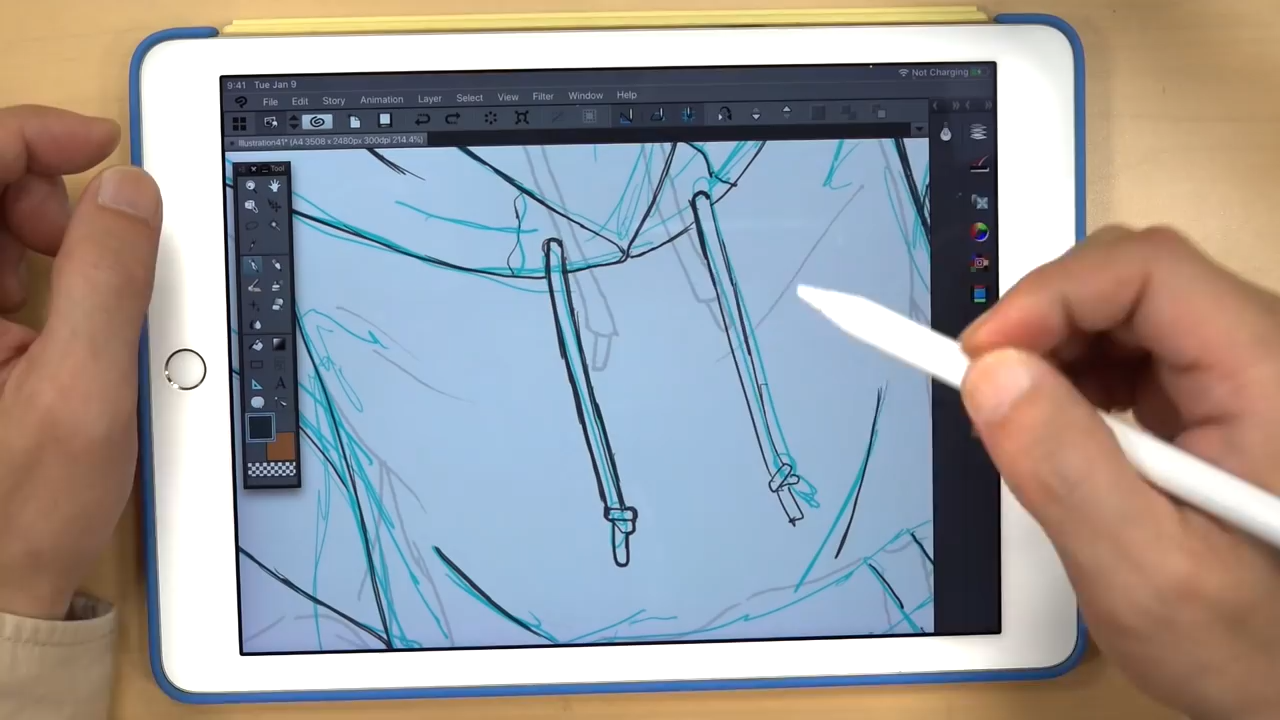 9:41 Tue Jan 9
Not Charging
File Edit Story Animation Layer Select View Filter Window Help
Illustration41* (A4 3508 x 2480px 300dpi 214.4%)
Tool
A